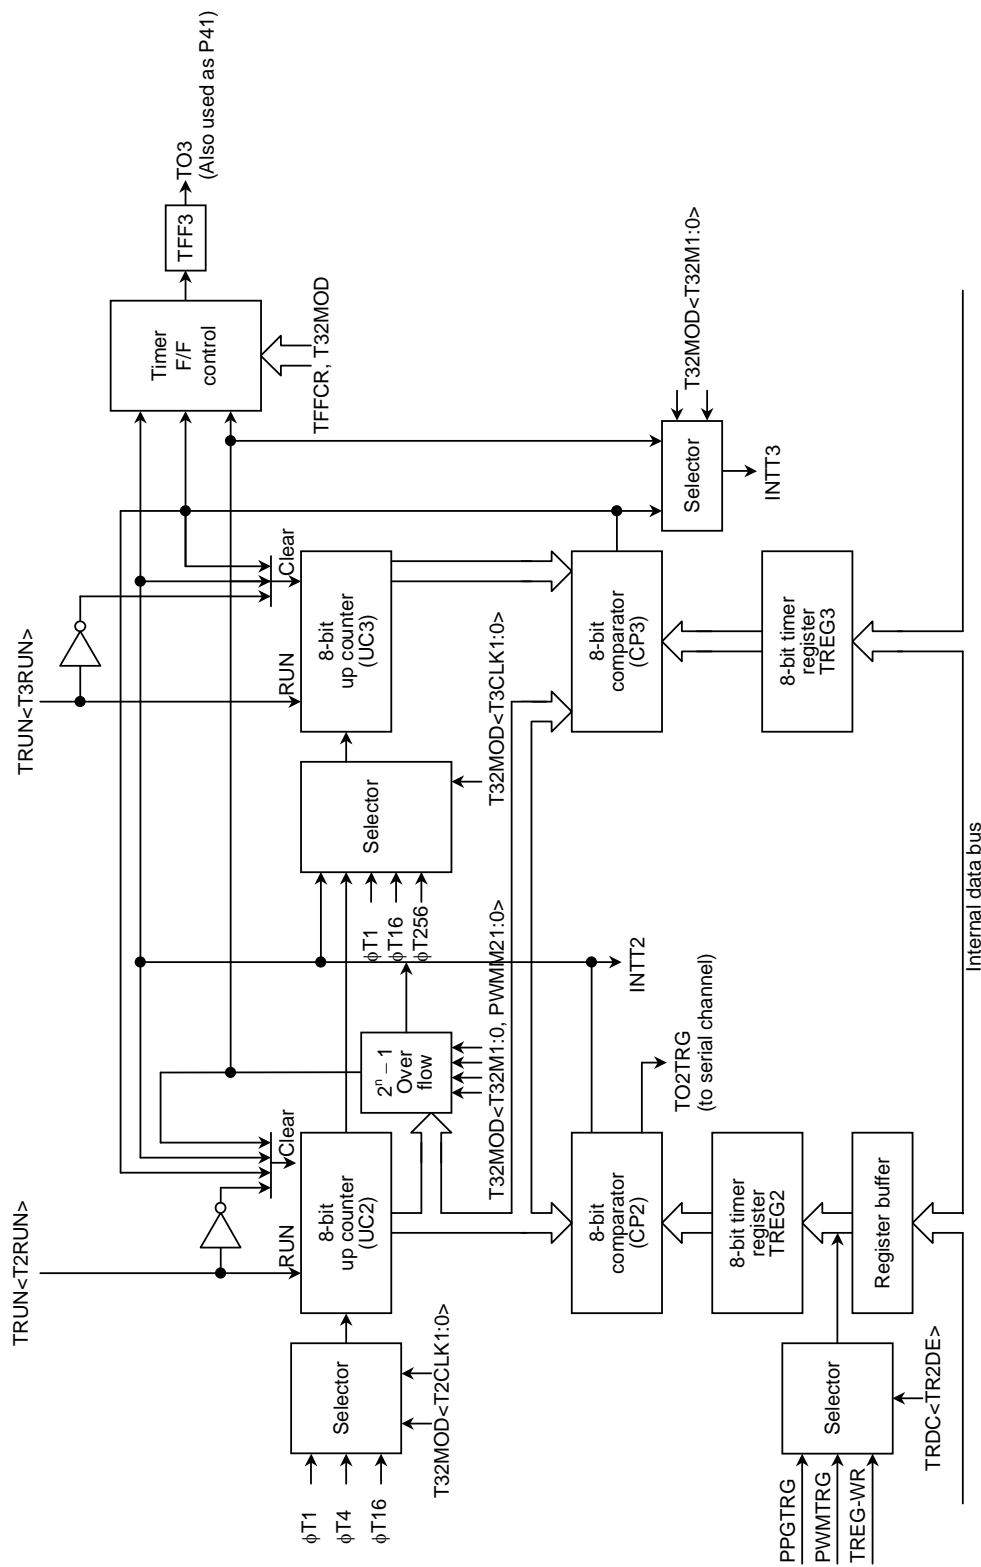 TRUN<T2RUN>
TRUN<T3RUN>
TO3
(Also used as P41)
TFF3
Timer
F/F
control
TFFCR, T32MOD
RUN
Clear
RUN
Clear
φT1
φT4
φT16
Selector
T32MOD<T2CLK1:0>
8-bit
up counter
(UC2)
2ⁿ − 1
Over
flow
T32MOD<T32M1:0, PWMM21:0>
φT1
φT16
φT256
Selector
T32MOD<T3CLK1:0>
8-bit
up counter
(UC3)
8-bit
comparator
(CP2)
TO2TRG
(to serial channel)
INTT2
8-bit
comparator
(CP3)
Selector
T32MOD<T32M1:0>
INTT3
8-bit timer
register
TREG2
8-bit timer
register
TREG3
PPGTRG
PWMTRG
TREG-WR
Selector
TRDC<TR2DE>
Register buffer
Internal data bus